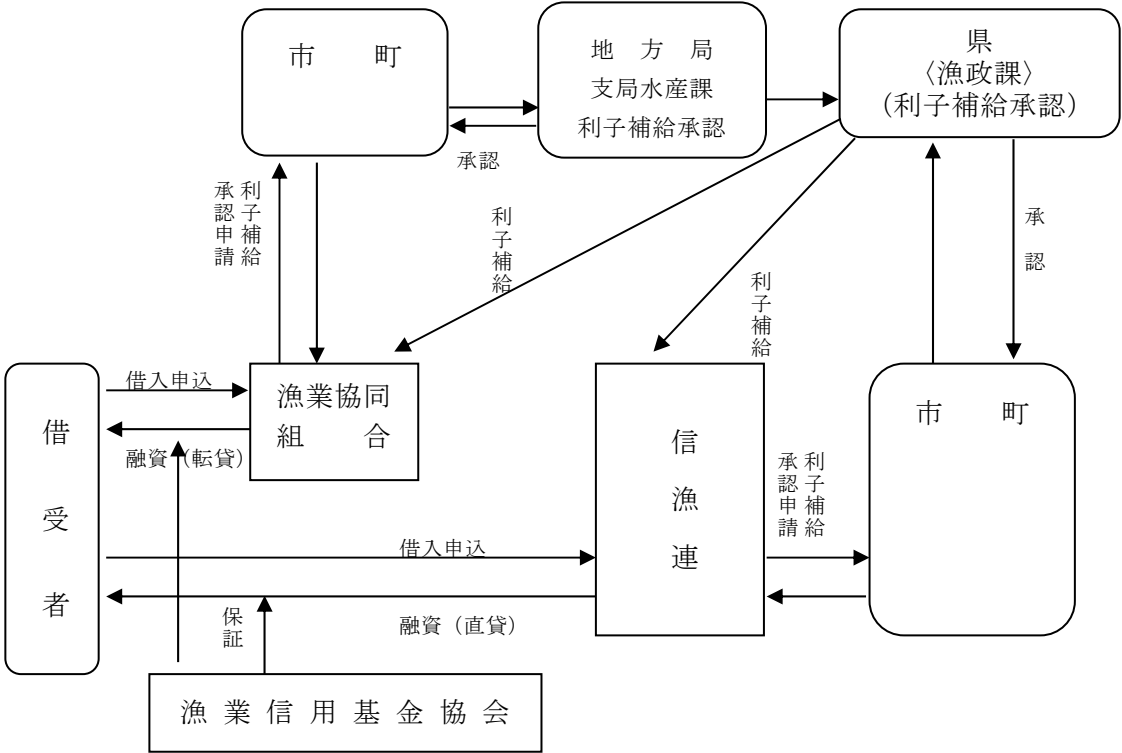 市　　町
地　方　局
支局水産課
利子補給承認
県
〈漁政課〉
（利子補給承認）
承認
利子補給
承認申請
利子補給
利子補給
承　認
借受者
借入申込
融資（転貸）
漁業協同
組　　合
信漁連
利子補給
承認申請
市　　町
借入申込
融資（直貸）
保証
漁業信用基金協会